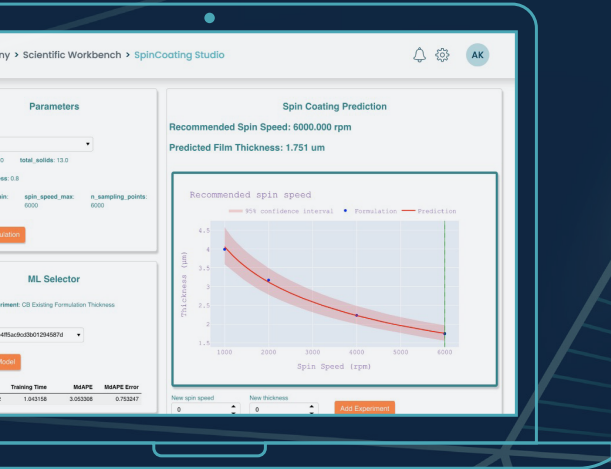 ny > Scientific Workbench > SpinCoating Studio
AK
Parameters
0 total_solids: 13.0
ss: 0.8
in: spin_speed_max: n_sampling_points:
6000 6000
ulation
ML Selector
riment: CB Existing Formulation Thickness
4ff5ac9cd3b01294587d
Model
Training Time MdAPE MdAPE Error
2 1.043158 3.053308 0.753247
Spin Coating Prediction
Recommended Spin Speed: 6000.000 rpm
Predicted Film Thickness: 1.751 um
Recommended spin speed
95% confidence interval Formulation Prediction
Thickness (μm)
4.5
4
3.5
3
2.5
2
1.5
1000 2000 3000 4000 5000 6000
Spin Speed (rpm)
New spin speed New thickness
0 0 Add Experiment